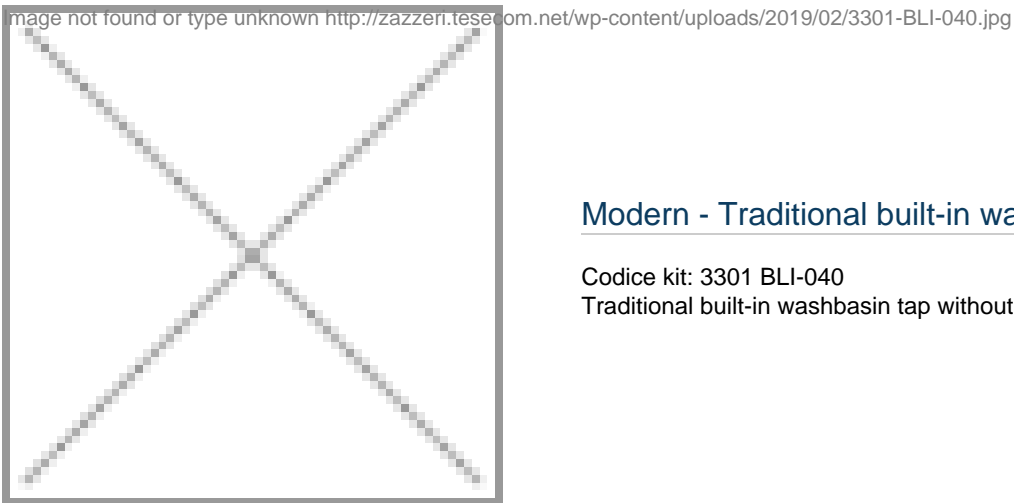 Image not found or type unknown http://zazzeri.tesecom.net/wp-content/uploads/2019/02/3301-BLI-040.jpg
Modern - Traditional built-in wa
Codice kit: 3301 BLI-040
Traditional built-in washbasin tap without